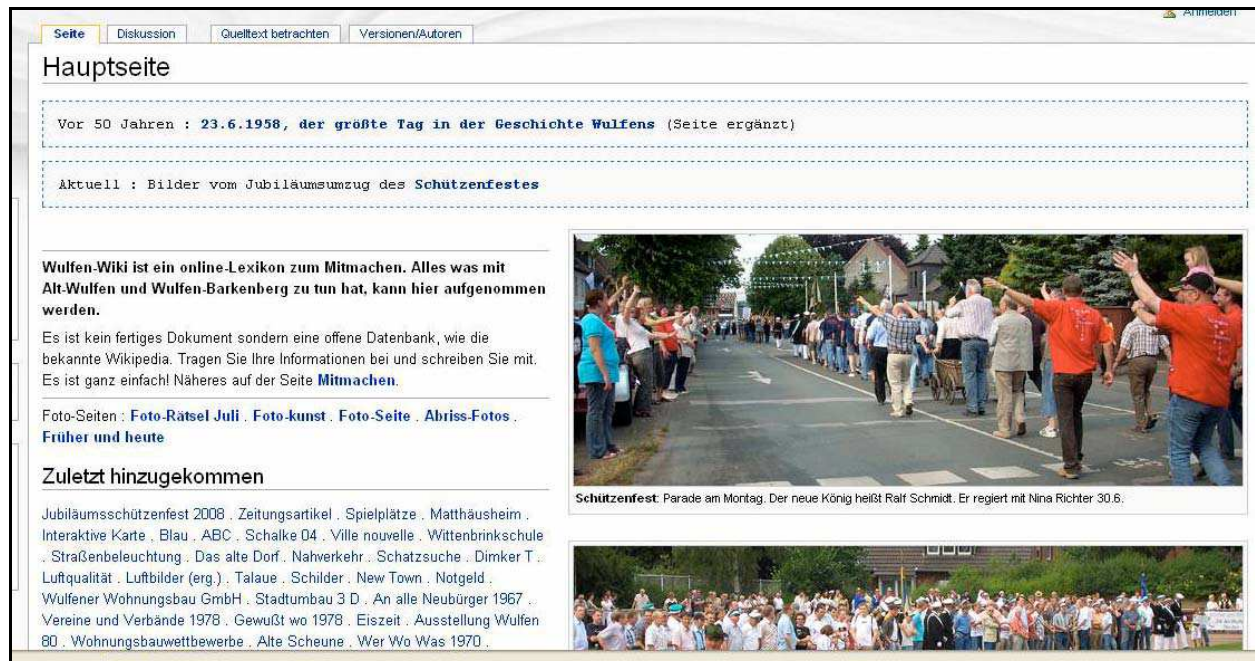 Anmelden
Seite Diskussion Quelltext betrachten Versionen/Autoren
Hauptseite
Vor 50 Jahren : 23.6.1958, der größte Tag in der Geschichte Wulfens (Seite ergänzt)
Aktuell : Bilder vom Jubiläumsumzug des Schützenfestes
Wulfen-Wiki ist ein online-Lexikon zum Mitmachen. Alles was mit
Alt-Wulfen und Wulfen-Barkenberg zu tun hat, kann hier aufgenommen
werden.
Es ist kein fertiges Dokument sondern eine offene Datenbank, wie die
bekannte Wikipedia. Tragen Sie Ihre Informationen bei und schreiben Sie mit.
Es ist ganz einfach! Näheres auf der Seite Mitmachen.
Foto-Seiten : Foto-Rätsel Juli . Foto-kunst . Foto-Seite . Abriss-Fotos .
Früher und heute
Zuletzt hinzugekommen
Jubiläumsschützenfest 2008 . Zeitungsartikel . Spielplätze . Matthäusheim .
Interaktive Karte . Blau . ABC . Schalke 04 . Ville nouvelle . Wittenbrinkschule
. Straßenbeleuchtung . Das alte Dorf . Nahverkehr . Schatzsuche . Dimker T .
Luftqualität . Luftbilder (erg.) . Talaue . Schilder . New Town . Notgeld .
Wulfener Wohnungsbau GmbH . Stadtumbau 3 D . An alle Neubürger 1967 .
Vereine und Verbände 1978 . Gewußt wo 1978 . Eiszeit . Ausstellung Wulfen
80 . Wohnungsbauwettbewerbe . Alte Scheune . Wer Wo Was 1970 .
Schützenfest: Parade am Montag. Der neue König heißt Ralf Schmidt. Er regiert mit Nina Richter 30.6.